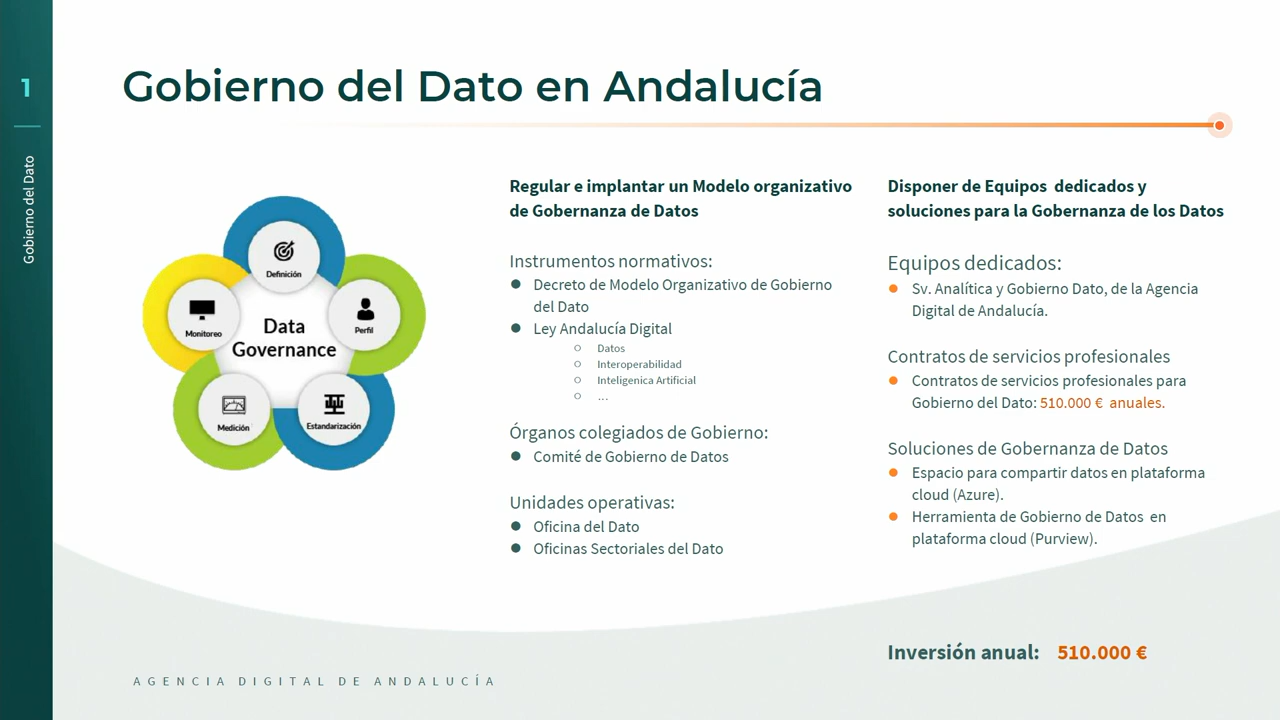 1
Gobierno del Dato
Gobierno del Dato en Andalucía
Definición
Monitoreo
Perfil
Data
Governance
Medición
Estandarización
Regular e implantar un Modelo organizativo
de Gobernanza de Datos
Instrumentos normativos:
● Decreto de Modelo Organizativo de Gobierno
del Dato
● Ley Andalucía Digital
○ Datos
○ Interoperabilidad
○ Inteligenica Artificial
○ ...
Órganos colegiados de Gobierno:
● Comité de Gobierno de Datos
Unidades operativas:
● Oficina del Dato
● Oficinas Sectoriales del Dato
Disponer de Equipos dedicados y
soluciones para la Gobernanza de los Datos
Equipos dedicados:
● Sv. Analítica y Gobierno Dato, de la Agencia
Digital de Andalucía.
Contratos de servicios profesionales
● Contratos de servicios profesionales para
Gobierno del Dato: 510.000 € anuales.
Soluciones de Gobernanza de Datos
● Espacio para compartir datos en plataforma
cloud (Azure).
● Herramienta de Gobierno de Datos en
plataforma cloud (Purview).
Inversión anual: 510.000 €
AGENCIA DIGITAL DE ANDALUCÍA